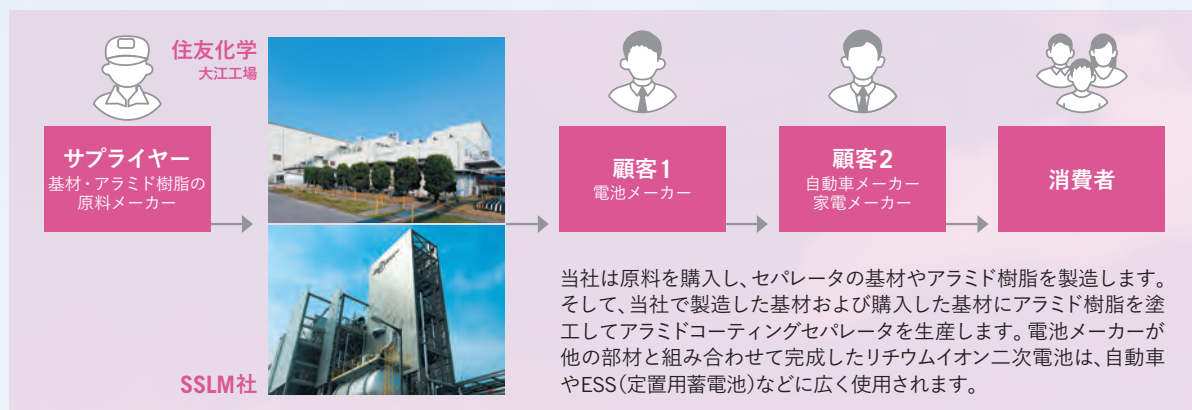 住友化学
大江工場
サプライヤー
基材・アラミド樹脂の
原料メーカー
SSLM社
顧客1
電池メーカー
顧客2
自動車メーカー
家電メーカー
消費者
当社は原料を購入し、セパレータの基材やアラミド樹脂を製造します。
そして、当社で製造した基材および購入した基材にアラミド樹脂を塗
工してアラミドコーティングセパレータを生産します。電池メーカーが
他の部材と組み合わせて完成したリチウムイオン二次電池は、自動車
やESS(定置用蓄電池)などに広く使用されます。